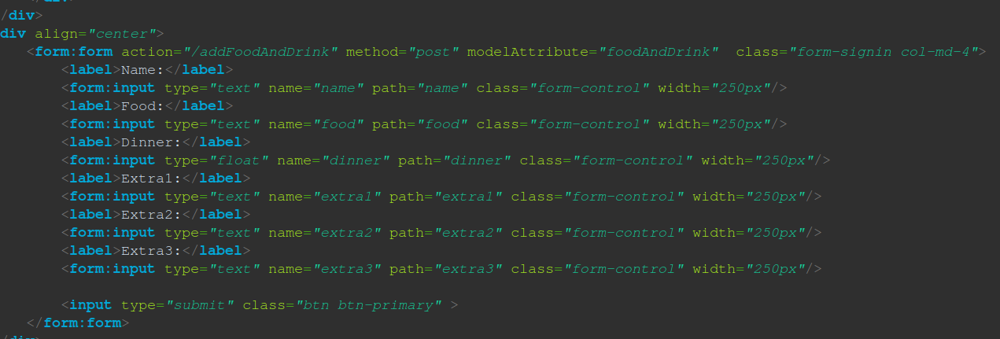 </div>
/div>
div align="center">
<form:form action="/addFoodAndDrink" method="post" modelAttribute="foodAndDrink"  class="form-signin col-md-4">
<label>Name:</label>
<form:input type="text" name="name" path="name" class="form-control" width="250px"/>
<label>Food:</label>
<form:input type="text" name="food" path="food" class="form-control" width="250px"/>
<label>Dinner:</label>
<form:input type="float" name="dinner" path="dinner" class="form-control" width="250px"/>
<label>Extra1:</label>
<form:input type="text" name="extra1" path="extra1" class="form-control" width="250px"/>
<label>Extra2:</label>
<form:input type="text" name="extra2" path="extra2" class="form-control" width="250px"/>
<label>Extra3:</label>
<form:input type="text" name="extra3" path="extra3" class="form-control" width="250px"/>
<input type="submit" class="btn btn-primary" >
</form:form>
/div>